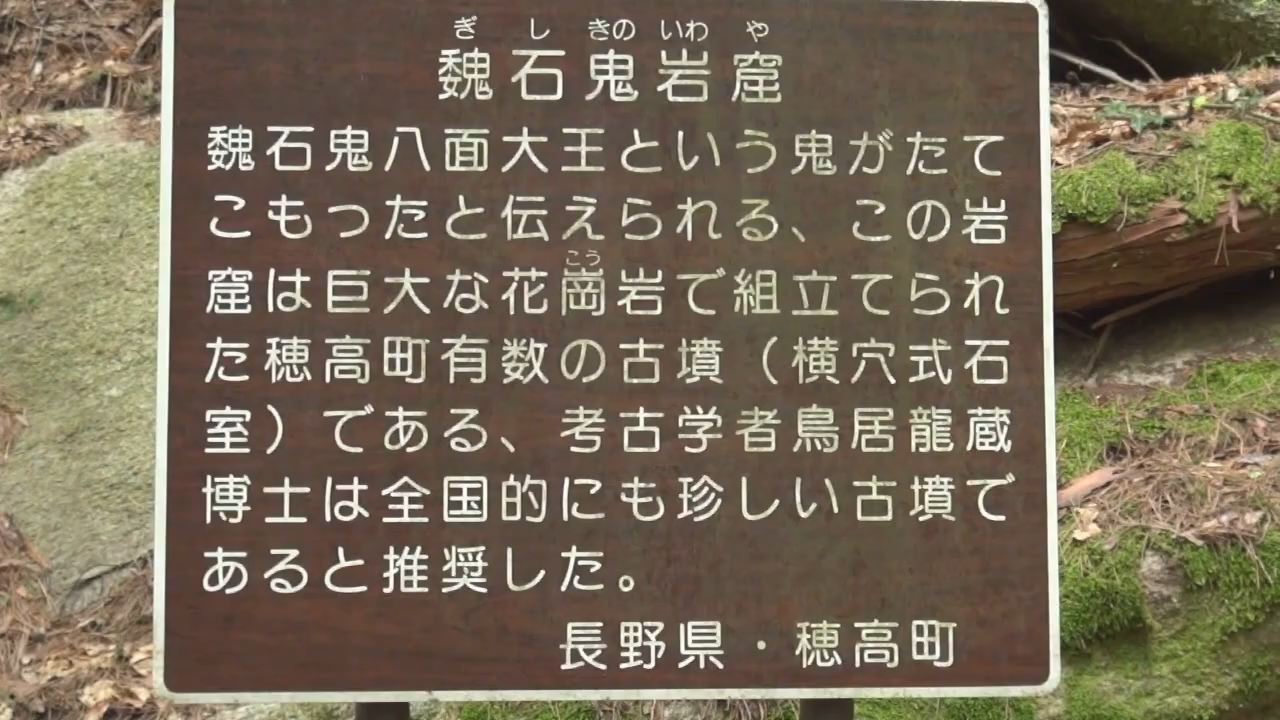 ぎ し きの いわ や
魏石鬼岩窟
魏石鬼八面大王という鬼がたて
こもったと伝えられる、この岩
こう
窟は巨大な花崗岩で組立てられ
た穂高町有数の古墳（横穴式石
室）である、考古学者鳥居龍蔵
博士は全国的にも珍しい古墳で
あると推奨した。
長野県・穂高町